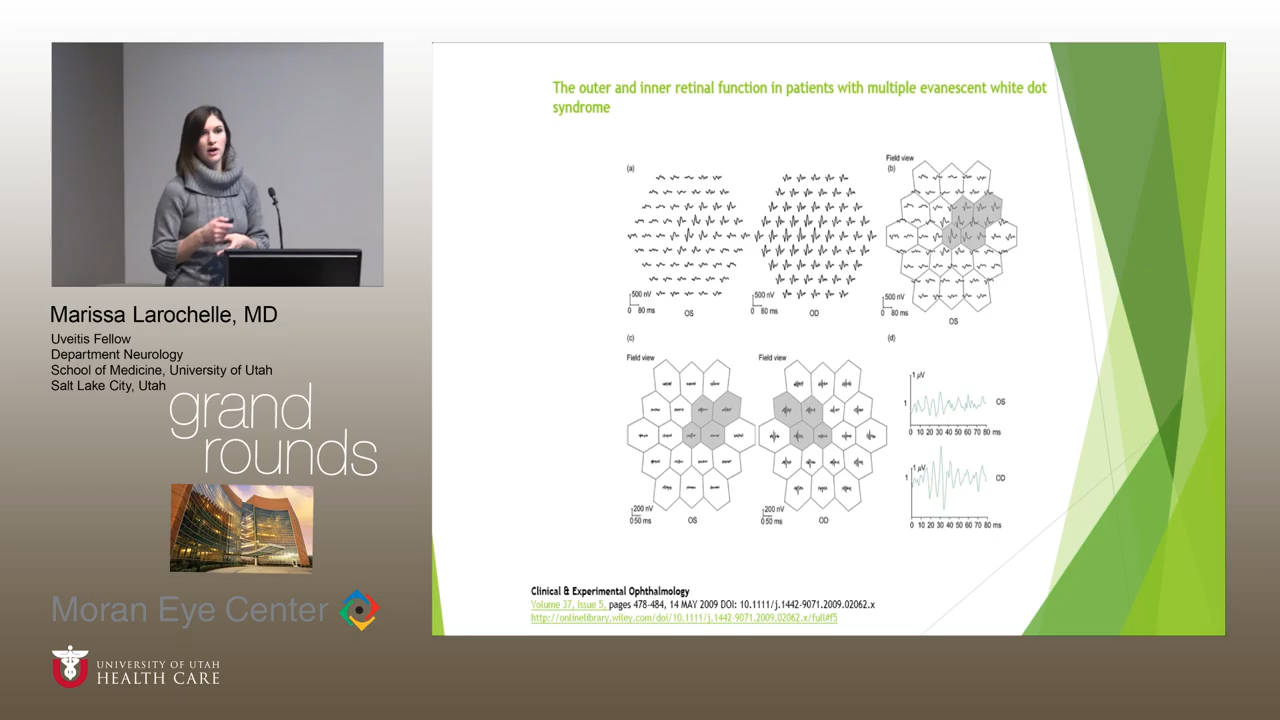 Marissa Larochelle, MD
Uveitis Fellow
Department Neurology
School of Medicine, University of Utah
Salt Lake City, Utah
grand
rounds
Moran Eye Center
UNIVERSITY OF UTAH
HEALTH CARE
The outer and inner retinal function in patients with multiple evanescent white dot
syndrome
(a)
500 nV
0 80 ms
OS
500 nV
0 80 ms
OD
Field view
(b)
500 nV
0 80 ms
OS
(c)
Field view
200 nV
0 50 ms
OS
Field view
200 nV
0 50 ms
OD
(d)
1 µV
1
OS
0 10 20 30 40 50 60 70 80 ms
1 µV
1
OD
0 10 20 30 40 50 60 70 80 ms
Clinical & Experimental Ophthalmology
Volume 37, Issue 5, pages 478-484, 14 MAY 2009 DOI: 10.1111/j.1442-9071.2009.02062.x
http://onlinelibrary.wiley.com/doi/10.1111/j.1442-9071.2009.02062.x/full#f5